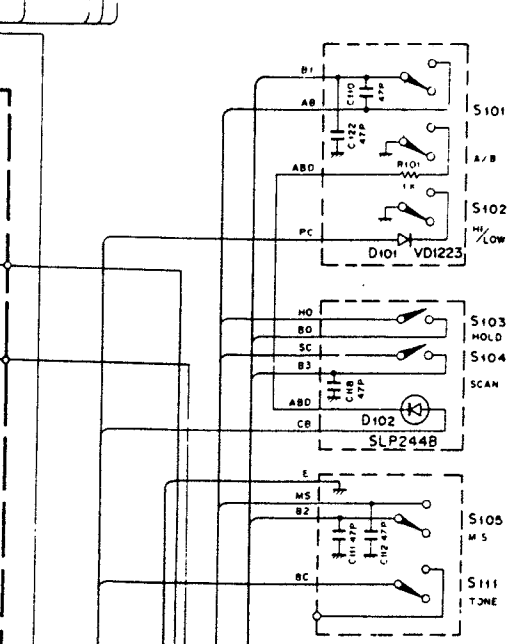 B1
C110
47P
AB
S101
C122
47P
A/B
R101
1K
ABD
S102
HI/LOW
PC
D101 VD1223
HO
S103
BO
HOLD
SC
S104
B3
C118
47P
SCAN
ABD
D102
CB
SLP244B
E
MS
B2
S105
MS
C111 47P
C112 47P
BC
S111
TONE